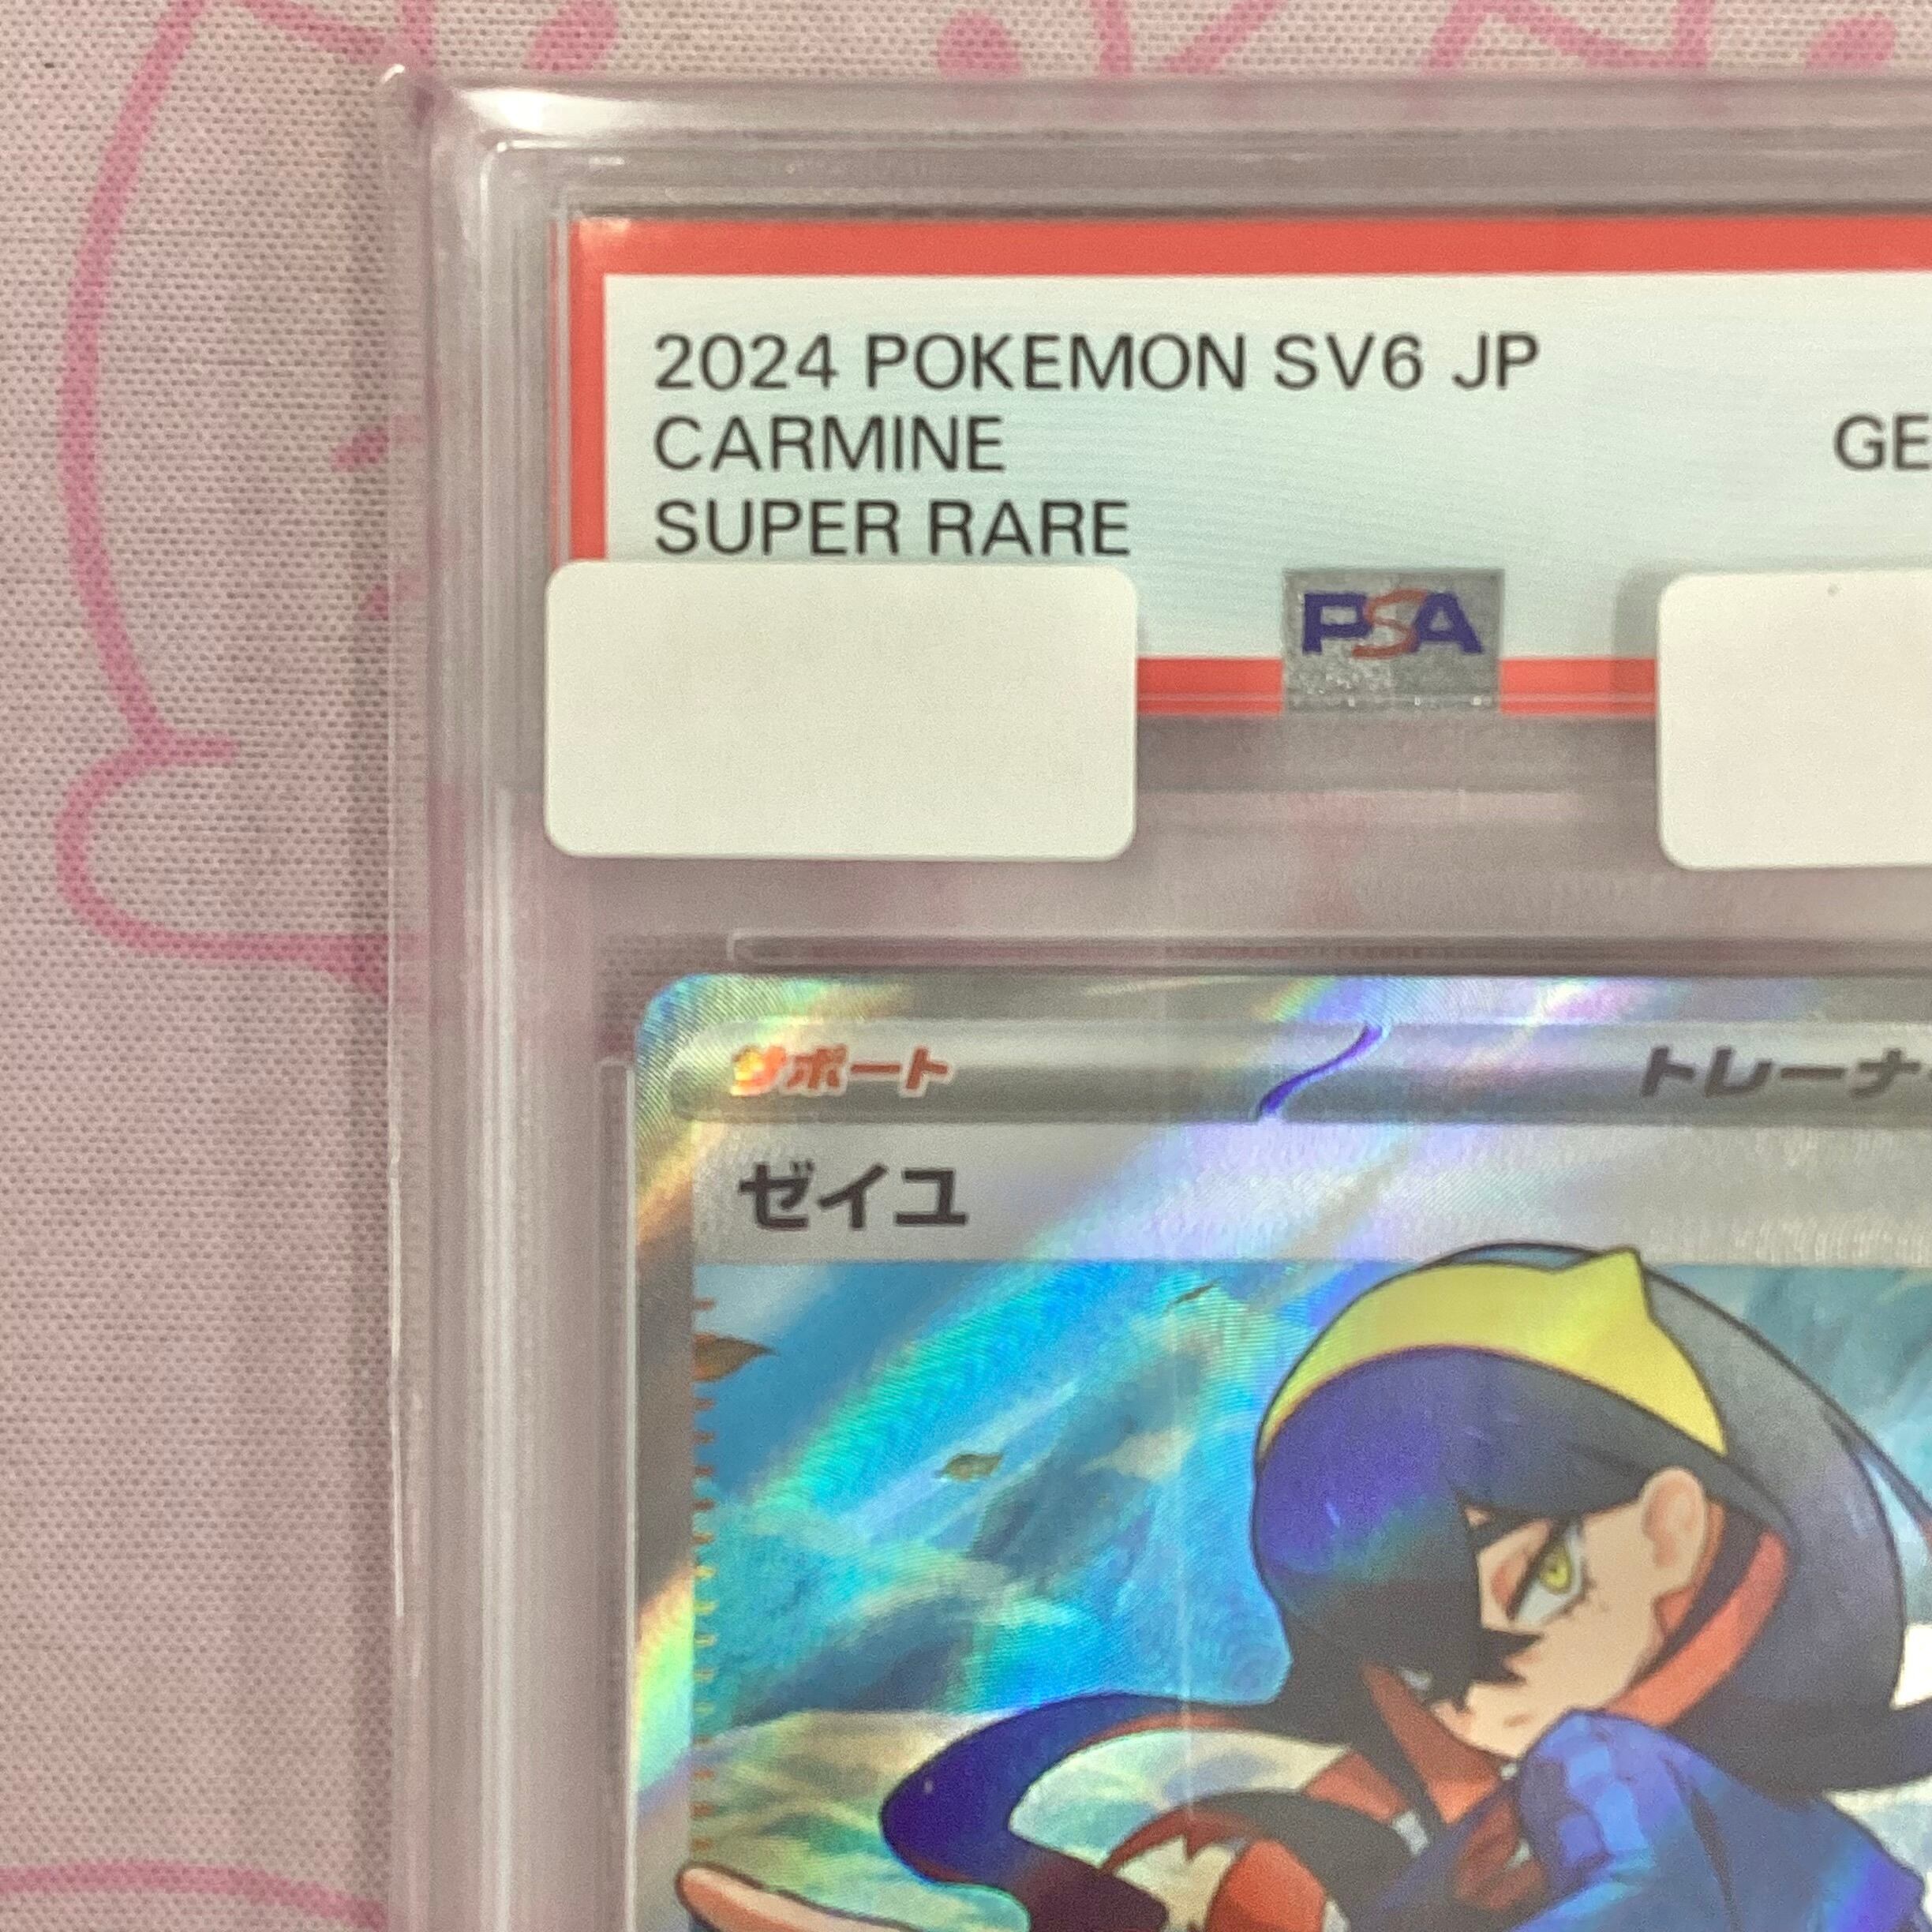 2024 POKEMON SV6 JP
CARMINE
GE
SUPER RARE
PSA
サポート
トレーナー
ゼイユ